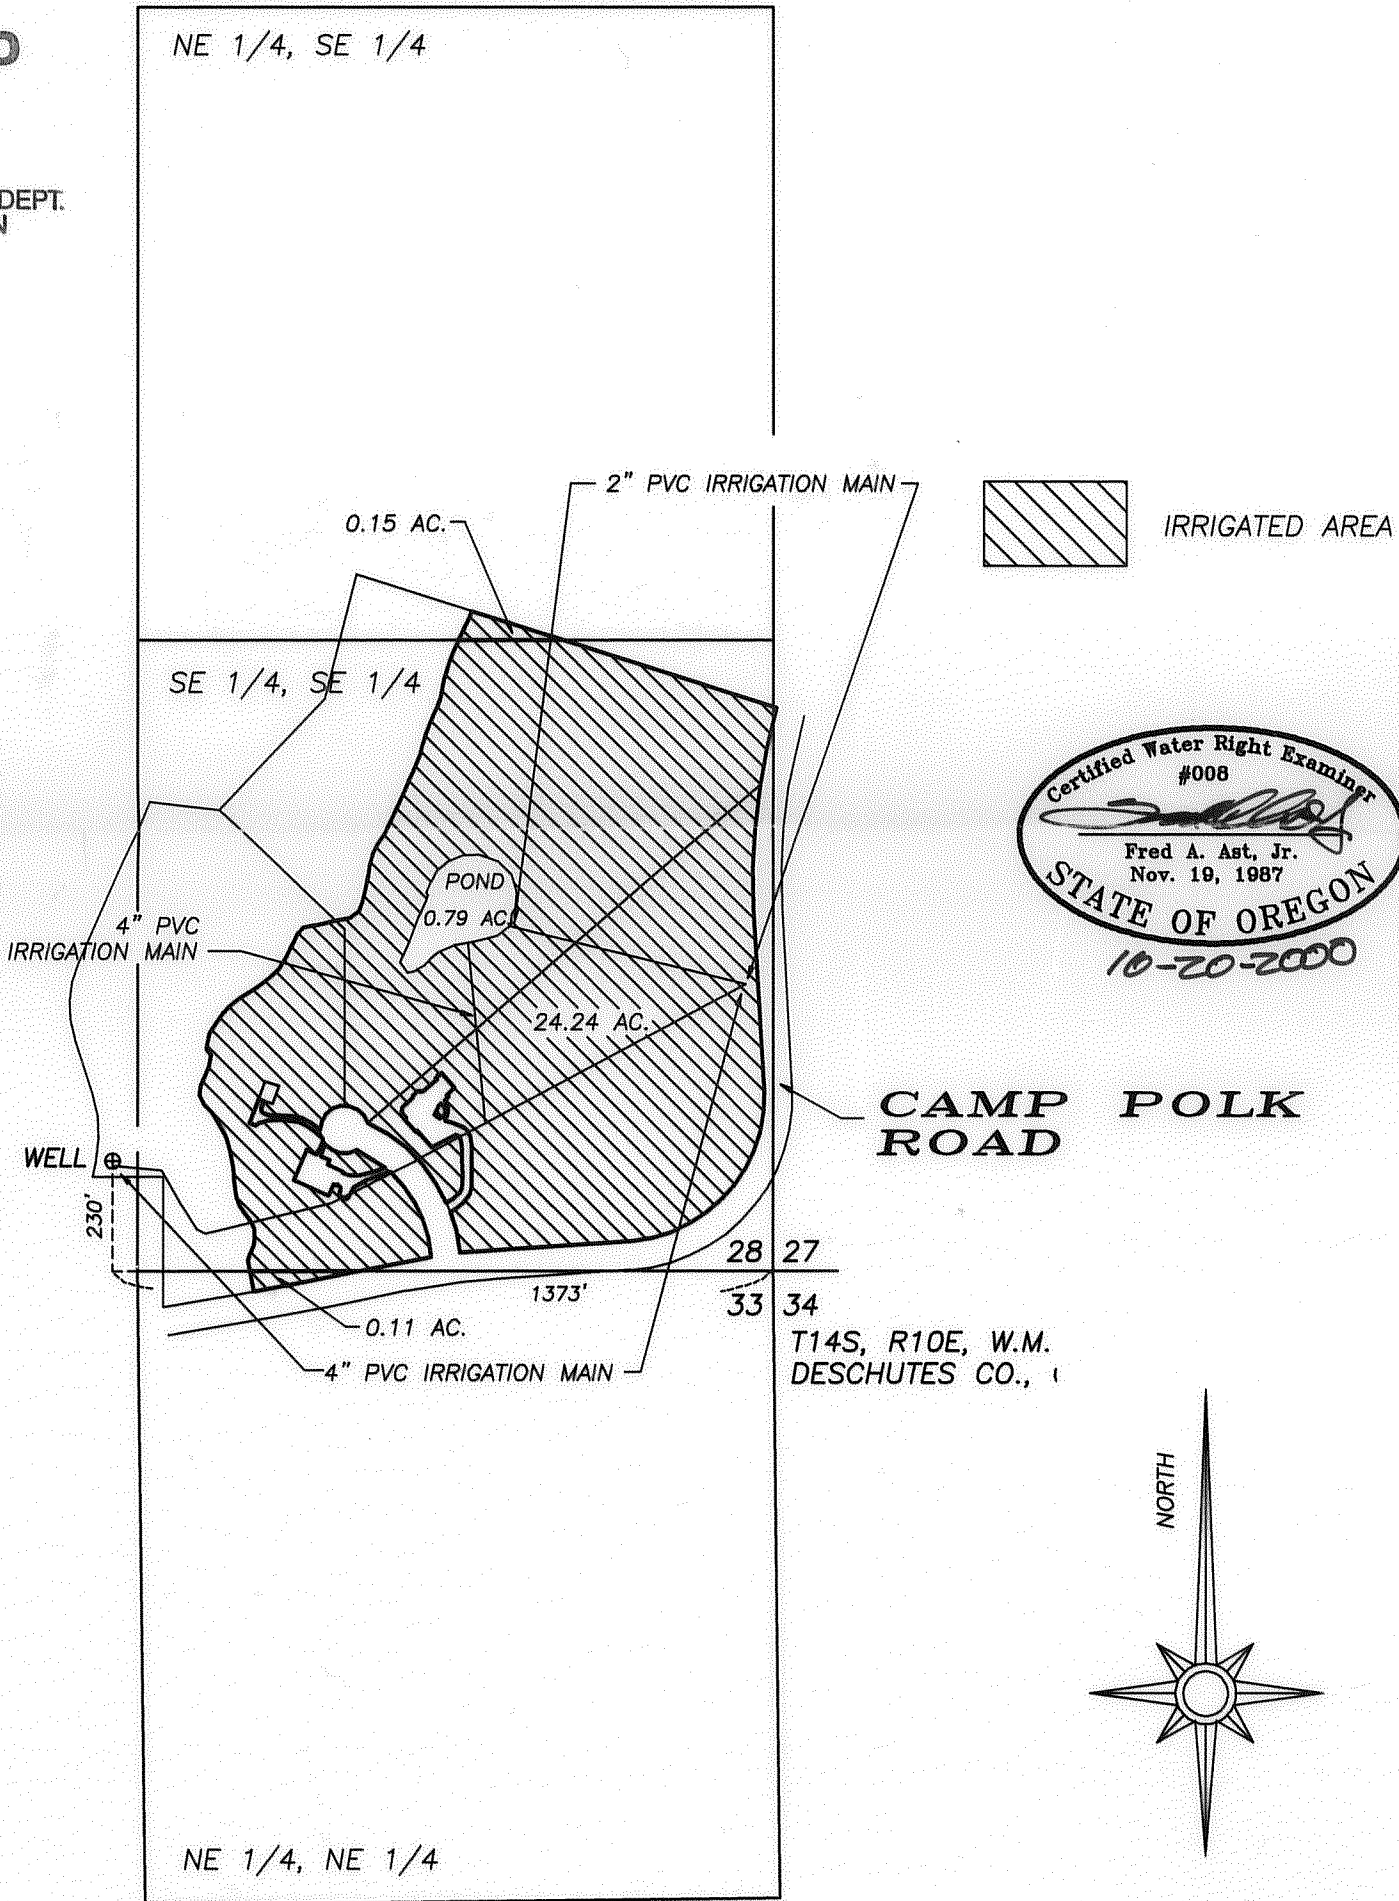 NE 1/4, SE 1/4
DEPT.
2" PVC IRRIGATION MAIN
0.15 AC.
IRRIGATED AREA
SE 1/4, SE 1/4
Certified Water Right Examiner
#008
Fred A. Ast, Jr.
Nov. 19, 1987
STATE OF OREGON
10-20-2000
POND
0.79 AC.
4" PVC
IRRIGATION MAIN
24.24 AC.
CAMP POLK
ROAD
WELL
230'
28 27
1373'
33 34
0.11 AC.
T14S, R10E, W.M.
4" PVC IRRIGATION MAIN
DESCHUTES CO.,
NORTH
NE 1/4, NE 1/4